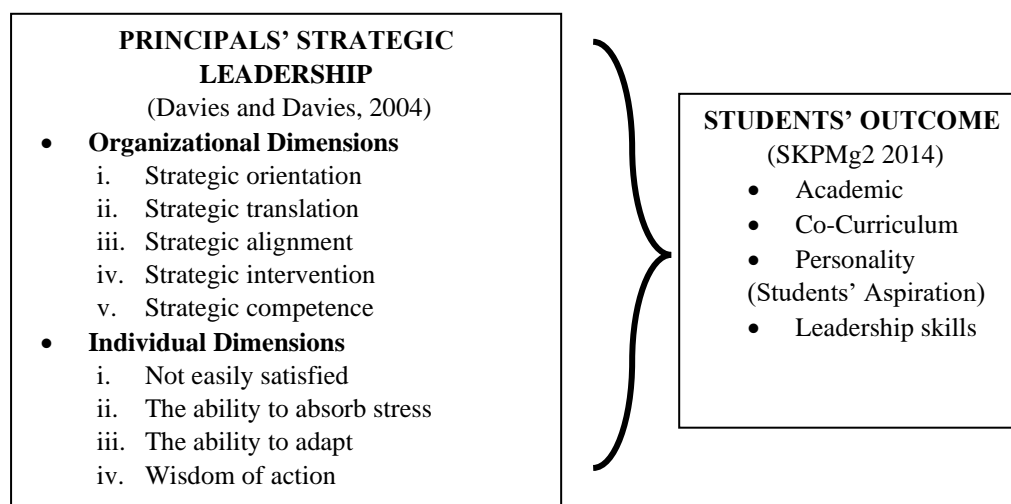 PRINCIPALS’ STRATEGIC
LEADERSHIP
(Davies and Davies, 2004)
• Organizational Dimensions
i. Strategic orientation
ii. Strategic translation
iii. Strategic alignment
iv. Strategic intervention
v. Strategic competence
• Individual Dimensions
i. Not easily satisfied
ii. The ability to absorb stress
iii. The ability to adapt
iv. Wisdom of action
STUDENTS’ OUTCOME
(SKPMg2 2014)
• Academic
• Co-Curriculum
• Personality
(Students’ Aspiration)
• Leadership skills